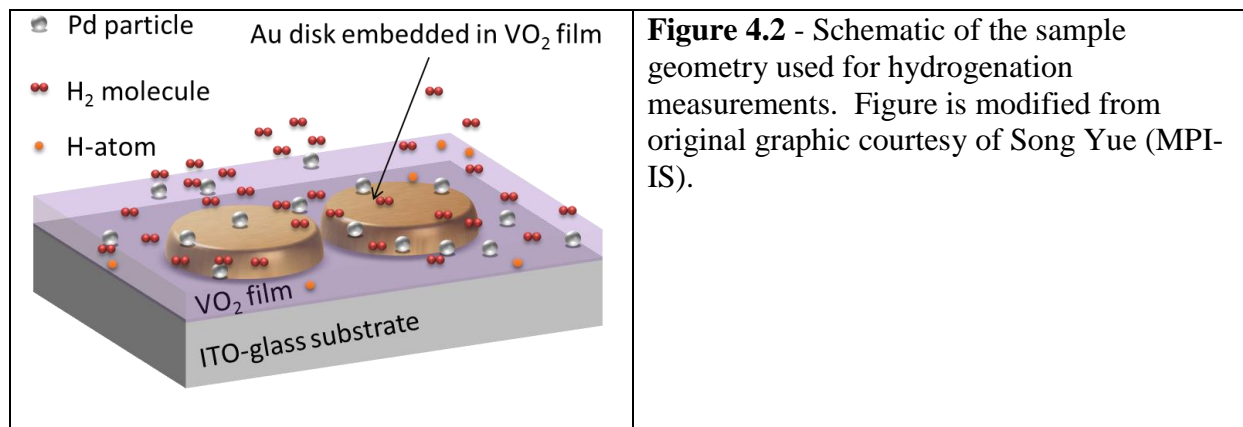 Pd particle
Au disk embedded in VO₂ film
H₂ molecule
H-atom
VO₂ film
ITO-glass substrate
Figure 4.2 - Schematic of the sample
geometry used for hydrogenation
measurements.  Figure is modified from
original graphic courtesy of Song Yue (MPI-
IS).